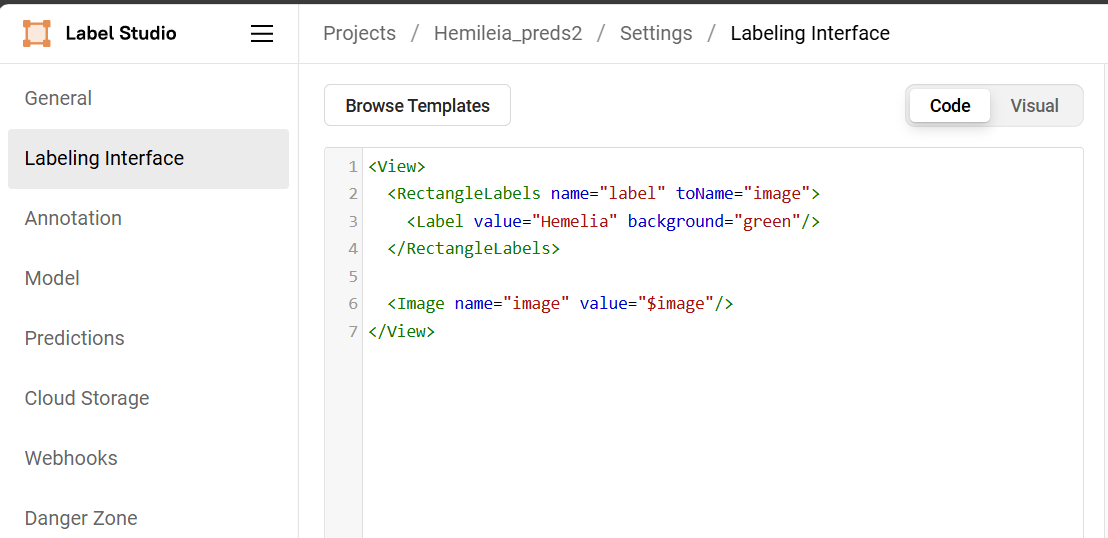 Label Studio
Projects / Hemileia_preds2 / Settings / Labeling Interface
General
Labeling Interface
Annotation
Model
Predictions
Cloud Storage
Webhooks
Danger Zone
Browse Templates
Code Visual
1 <View>
2   <RectangleLabels name="label" toName="image">
3     <Label value="Hemelia" background="green"/>
4   </RectangleLabels>
5
6   <Image name="image" value="$image"/>
7 </View>